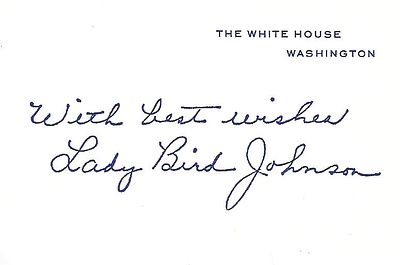 THE WHITE HOUSE
WASHINGTON
With best wishes
Lady Bird Johnson